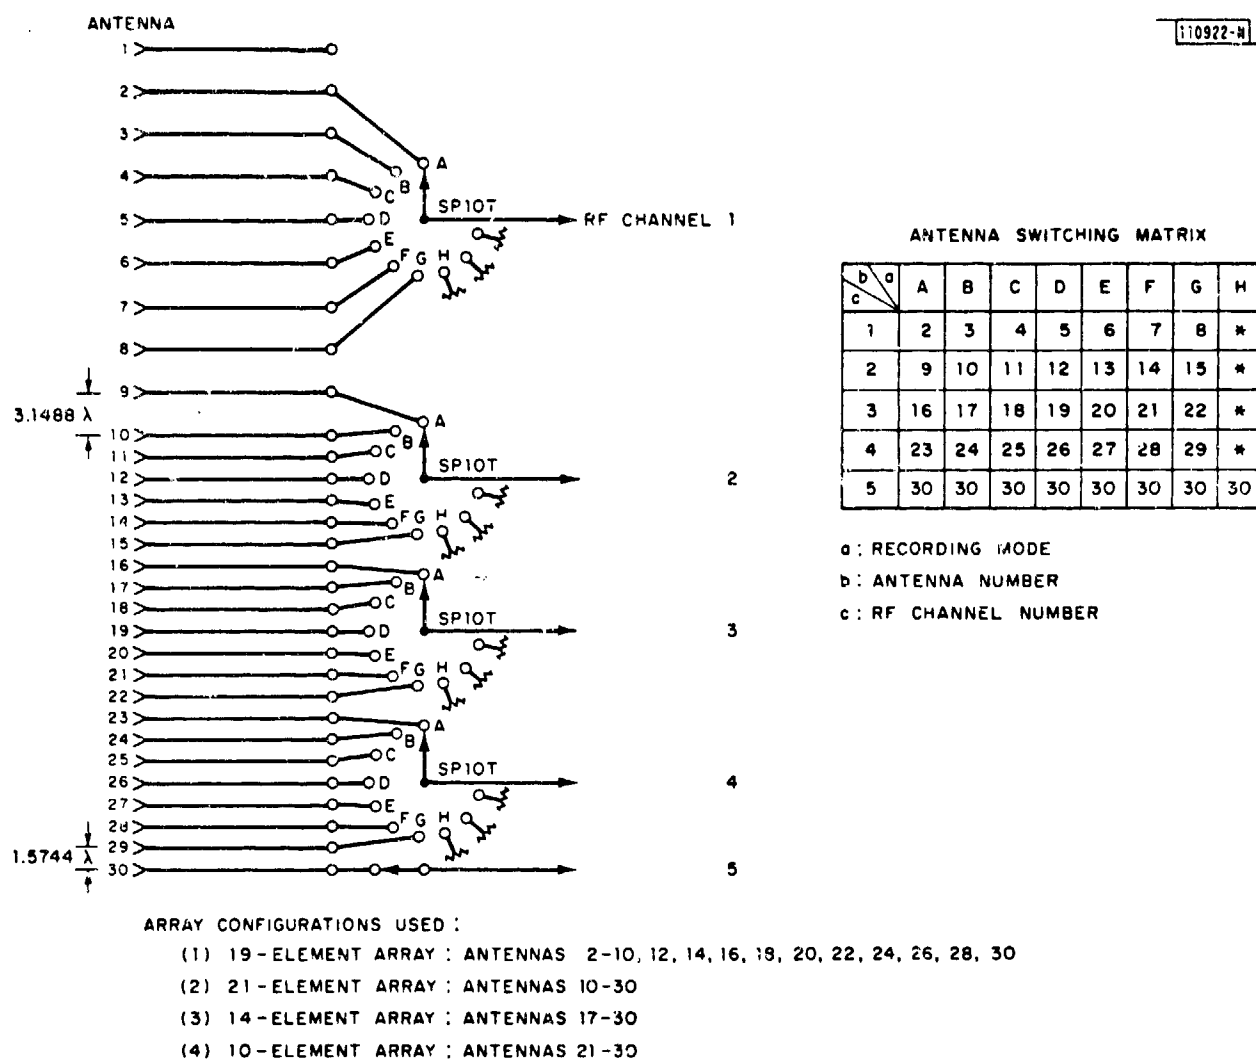 110922-N
ANTENNA
1
2
3
4
5
6
7
8
9
10
11
12
13
14
15
16
17
18
19
20
21
22
23
24
25
26
27
28
29
30
3.1488 λ
1.5744 λ
A
B
C
D
E
F G H
SP10T
RF CHANNEL 1
A
B
C
D
E
F G H
SP10T
2
A
B
C
D
E
F G H
SP10T
3
A
B
C
D
E
F G H
SP10T
4
5
ANTENNA SWITCHING MATRIX
b a c A B C D E F G H
1 2 3 4 5 6 7 8 *
2 9 10 11 12 13 14 15 *
3 16 17 18 19 20 21 22 *
4 23 24 25 26 27 28 29 *
5 30 30 30 30 30 30 30 30
a : RECORDING MODE
b : ANTENNA NUMBER
c : RF CHANNEL NUMBER
ARRAY CONFIGURATIONS USED :
(1) 19-ELEMENT ARRAY : ANTENNAS 2-10, 12, 14, 16, 18, 20, 22, 24, 26, 28, 30
(2) 21-ELEMENT ARRAY : ANTENNAS 10-30
(3) 14-ELEMENT ARRAY : ANTENNAS 17-30
(4) 10-ELEMENT ARRAY : ANTENNAS 21-30